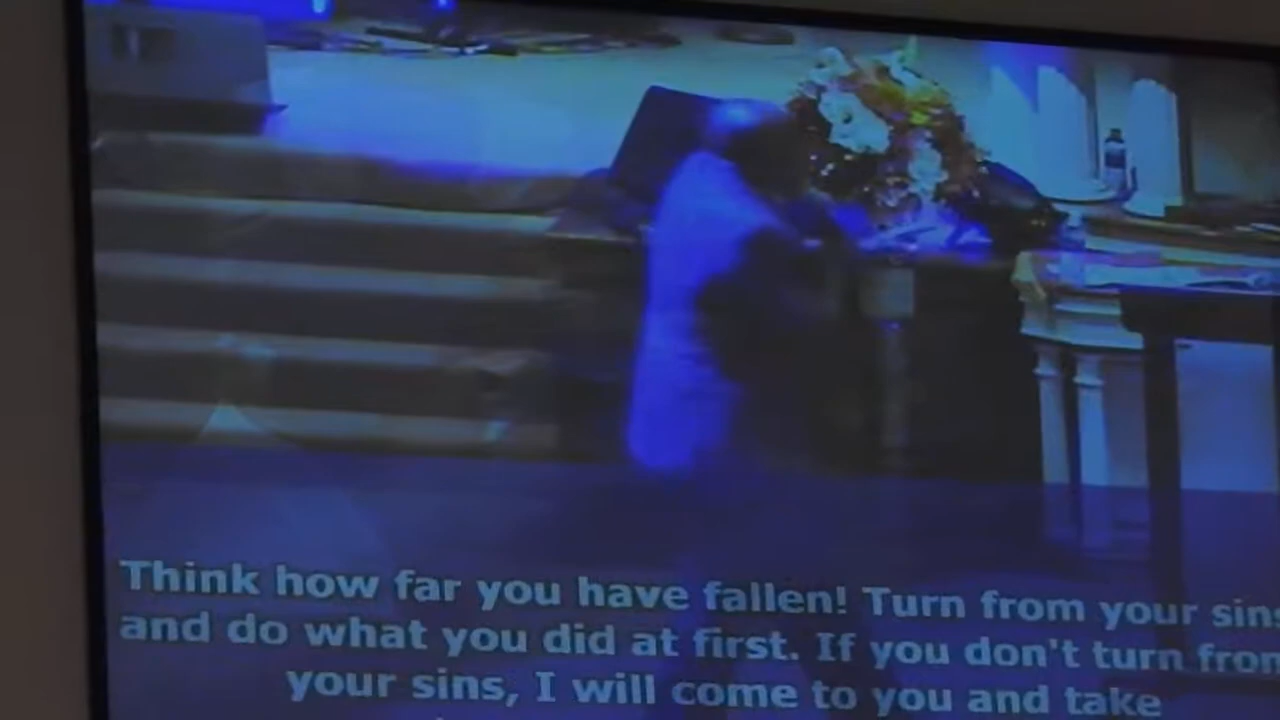 Think how far you have fallen! Turn from your sins
and do what you did at first. If you don't turn from
your sins, I will come to you and take